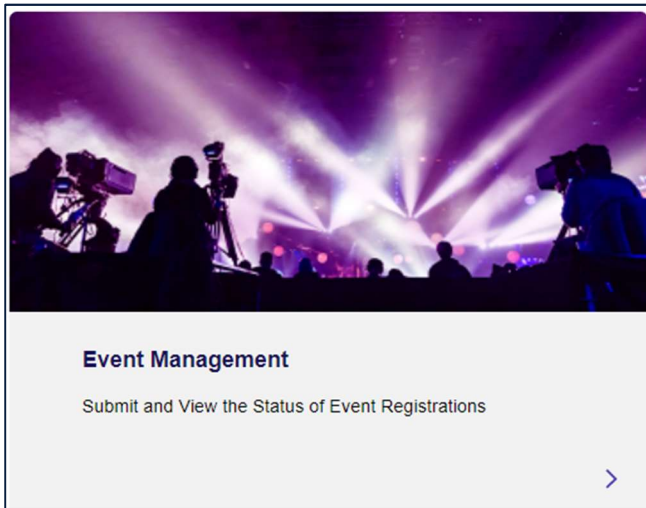 Event Management
Submit and View the Status of Event Registrations